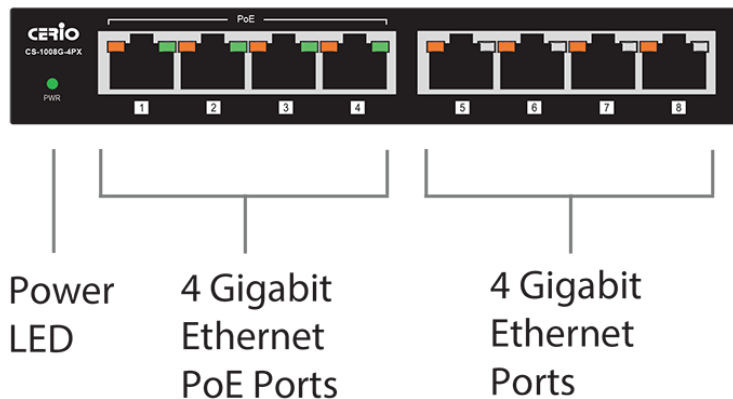 PoE
CERIO
CS-1008G-4PX
PWR
1 2 3 4 5 6 7 8
Power
LED
4 Gigabit
Ethernet
PoE Ports
4 Gigabit
Ethernet
Ports